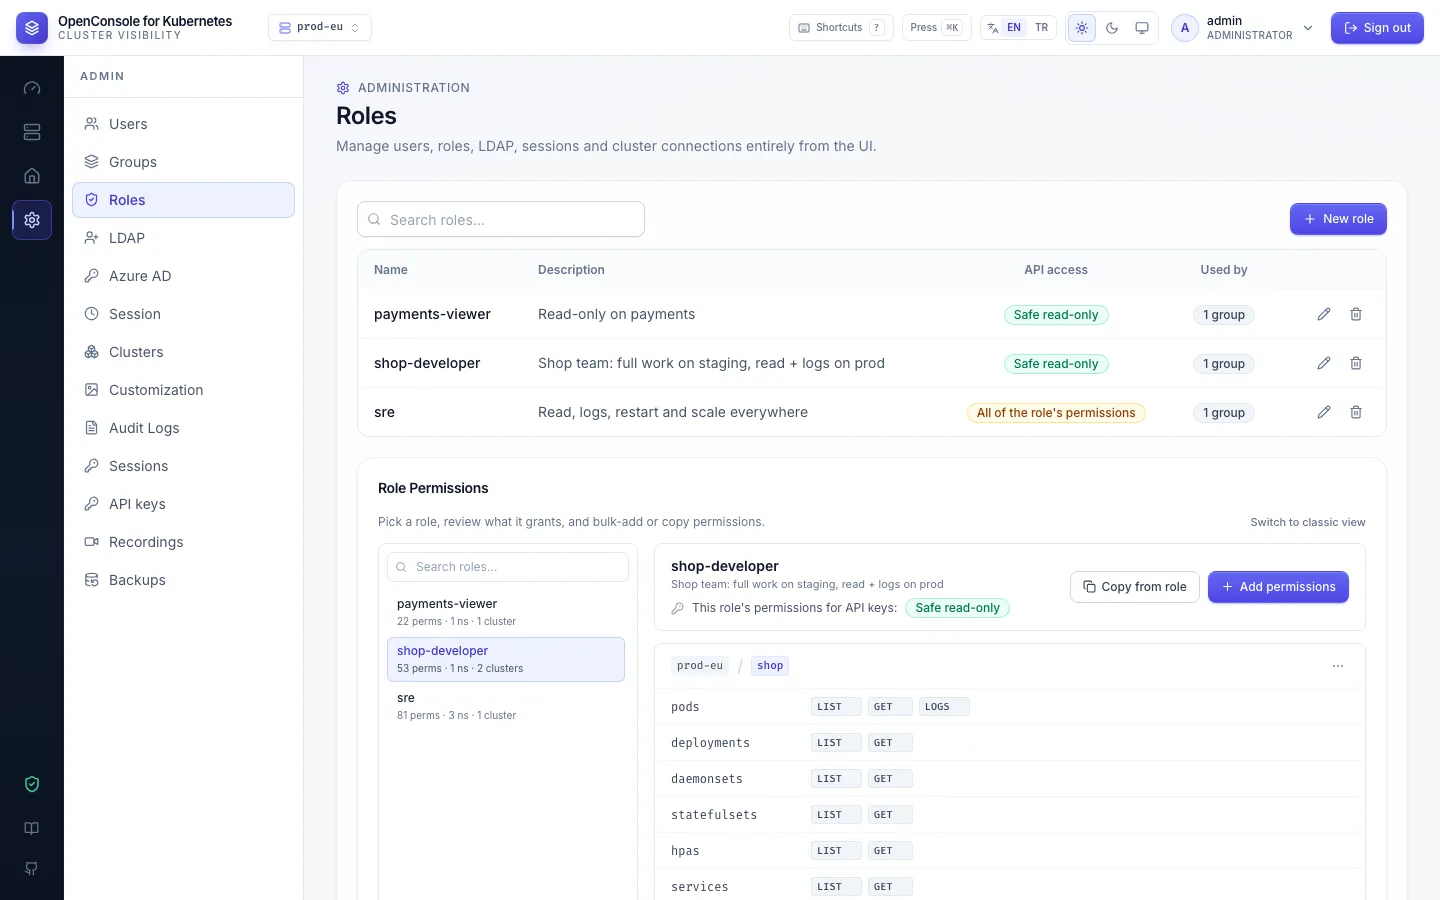 OpenConsole for Kubernetes
CLUSTER VISIBILITY
prod-eu
Shortcuts ?
Press ⌘K
EN TR
A
admin
ADMINISTRATOR
Sign out
ADMIN
Users
Groups
Roles
LDAP
Azure AD
Session
Clusters
Customization
Audit Logs
Sessions
API keys
Recordings
Backups
ADMINISTRATION
Roles
Manage users, roles, LDAP, sessions and cluster connections entirely from the UI.
Search roles...
New role
Name Description API access Used by
payments-viewer Read-only on payments Safe read-only 1 group
shop-developer Shop team: full work on staging, read + logs on prod Safe read-only 1 group
sre Read, logs, restart and scale everywhere All of the role's permissions 1 group
Role Permissions
Pick a role, review what it grants, and bulk-add or copy permissions.
Switch to classic view
Search roles...
payments-viewer
22 perms · 1 ns · 1 cluster
shop-developer
53 perms · 1 ns · 2 clusters
sre
81 perms · 3 ns · 1 cluster
shop-developer
Shop team: full work on staging, read + logs on prod
This role's permissions for API keys: Safe read-only
Copy from role
Add permissions
prod-eu / shop
pods LIST GET LOGS
deployments LIST GET
daemonsets LIST GET
statefulsets LIST GET
hpas LIST GET
services LIST GET